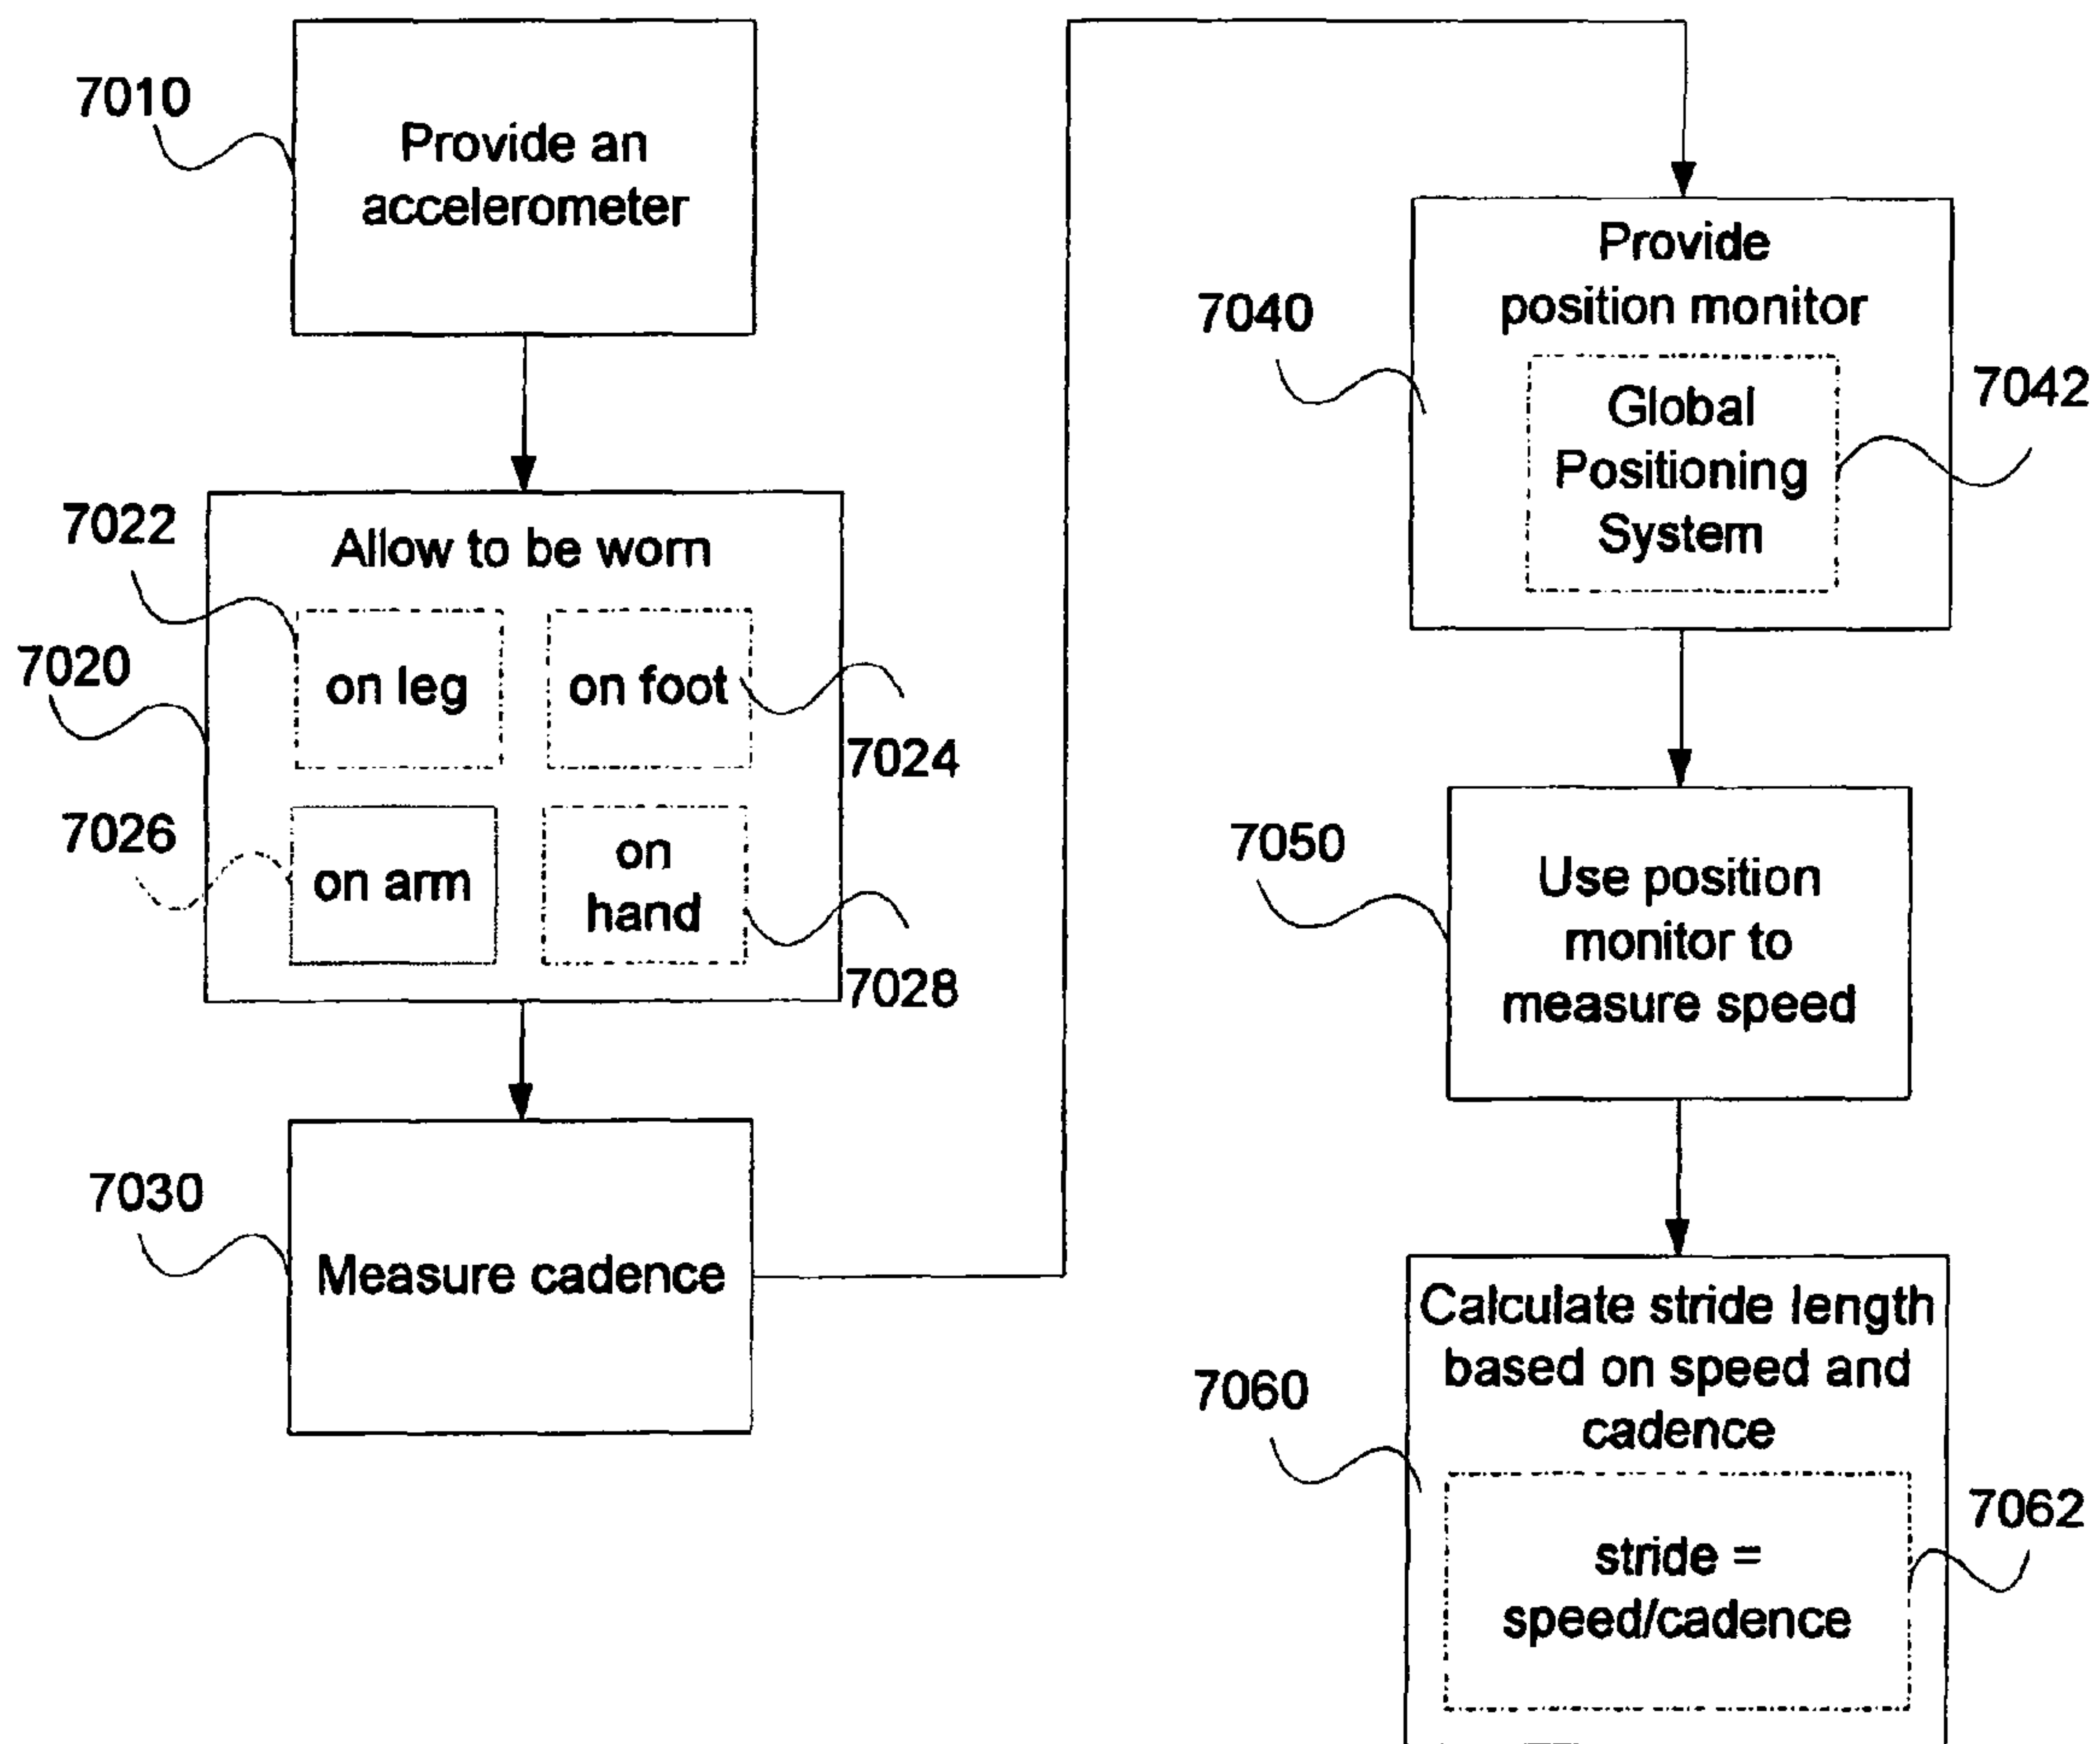 7010
Provide an
accelerometer
7022
Allow to be worn
7020
on leg
on foot
7024
7026
on arm
on
hand
7028
7030
Measure cadence
Provide
position monitor
7040
7042
Global
Positioning
System
7050
Use position
monitor to
measure speed
Calculate stride length
based on speed and
cadence
7060
7062
stride =
speed/cadence